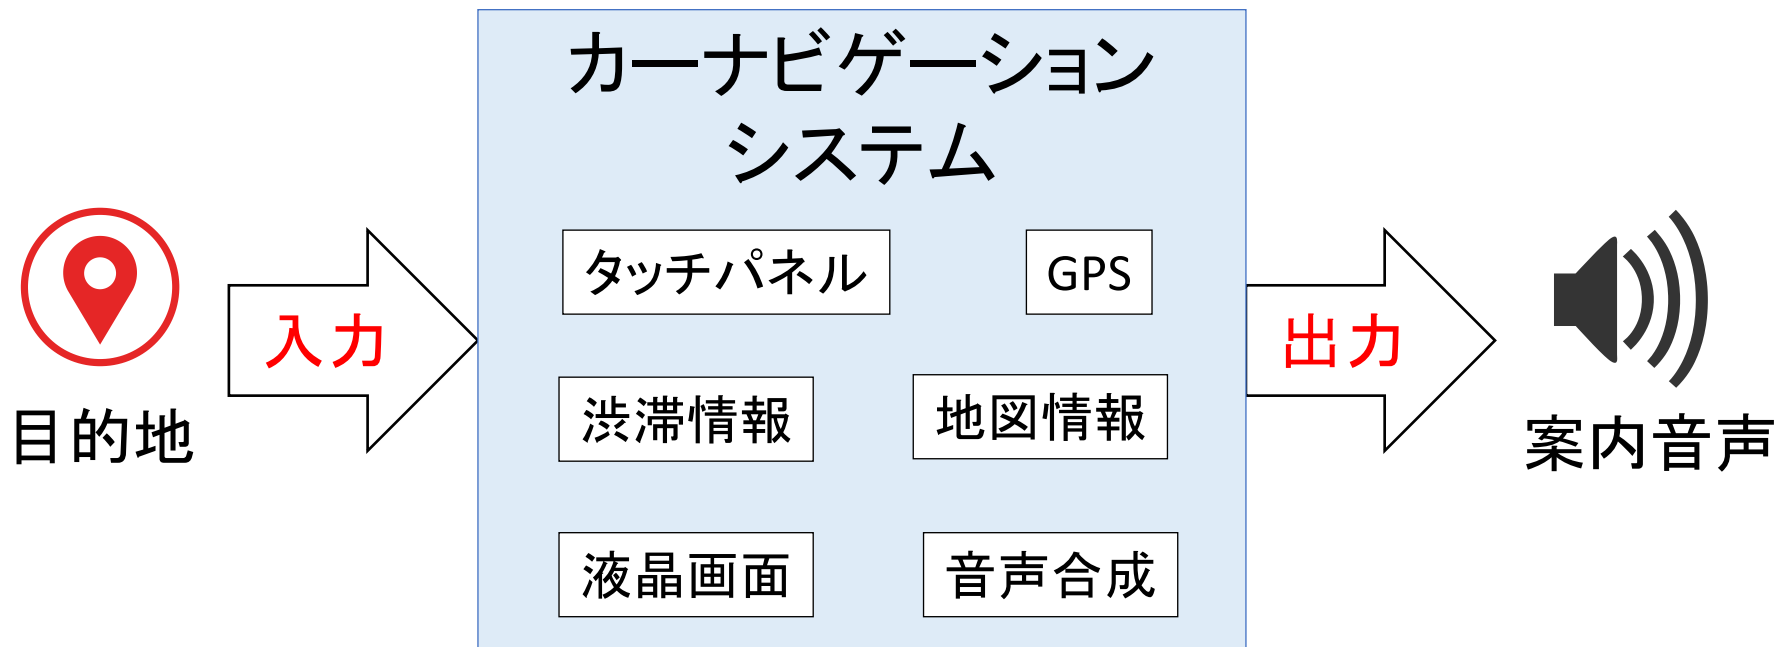 カーナビゲーション
システム
タッチパネル
GPS
入力
出力
目的地
渋滞情報
地図情報
案内音声
液晶画面
音声合成